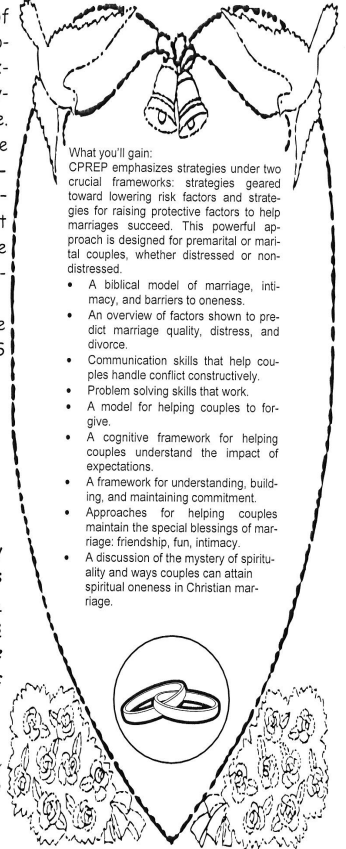 What you'll gain:
CPREP emphasizes strategies under two
crucial frameworks: strategies geared
toward lowering risk factors and strate-
gies for raising protective factors to help
marriages succeed. This powerful ap-
proach is designed for premarital or mari-
tal couples, whether distressed or non-
distressed.
• A biblical model of marriage, inti-
macy, and barriers to oneness.
• An overview of factors shown to pre-
dict marriage quality, distress, and
divorce.
• Communication skills that help cou-
ples handle conflict constructively.
• Problem solving skills that work.
• A model for helping couples to for-
give.
• A cognitive framework for helping
couples understand the impact of
expectations.
• A framework for understanding, build-
ing, and maintaining commitment.
• Approaches for helping couples
maintain the special blessings of mar-
riage: friendship, fun, intimacy.
• A discussion of the mystery of spiritu-
ality and ways couples can attain
spiritual oneness in Christian mar-
riage.